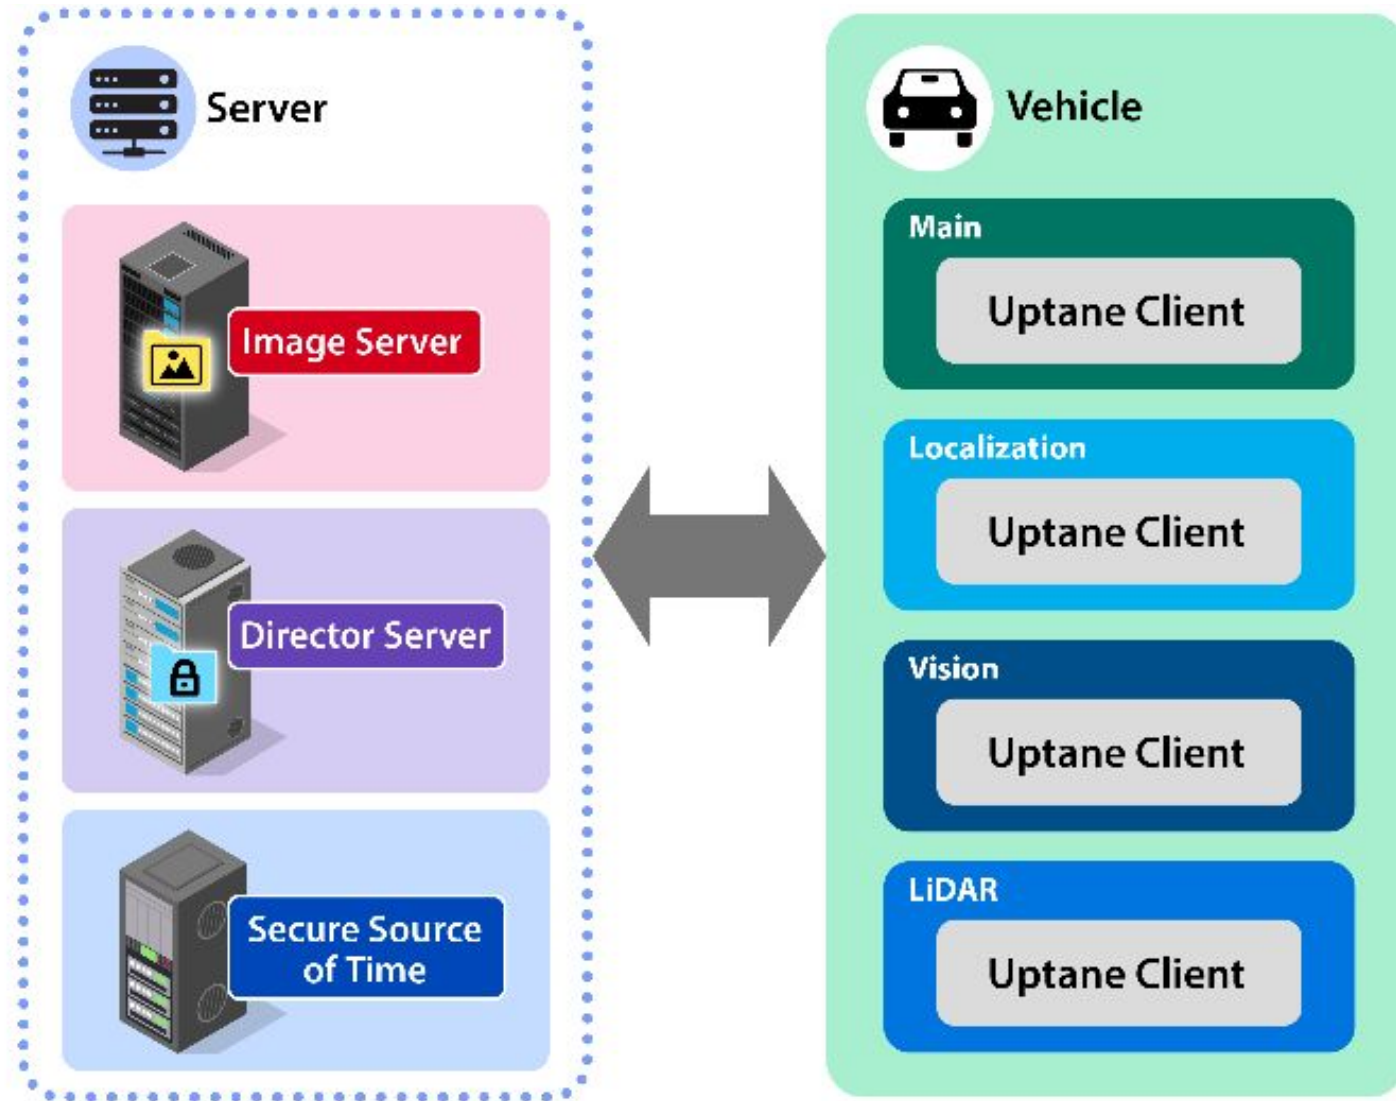 Server
Image Server
Director Server
Secure Source
of Time
Vehicle
Main
Uptane Client
Localization
Uptane Client
Vision
Uptane Client
LiDAR
Uptane Client